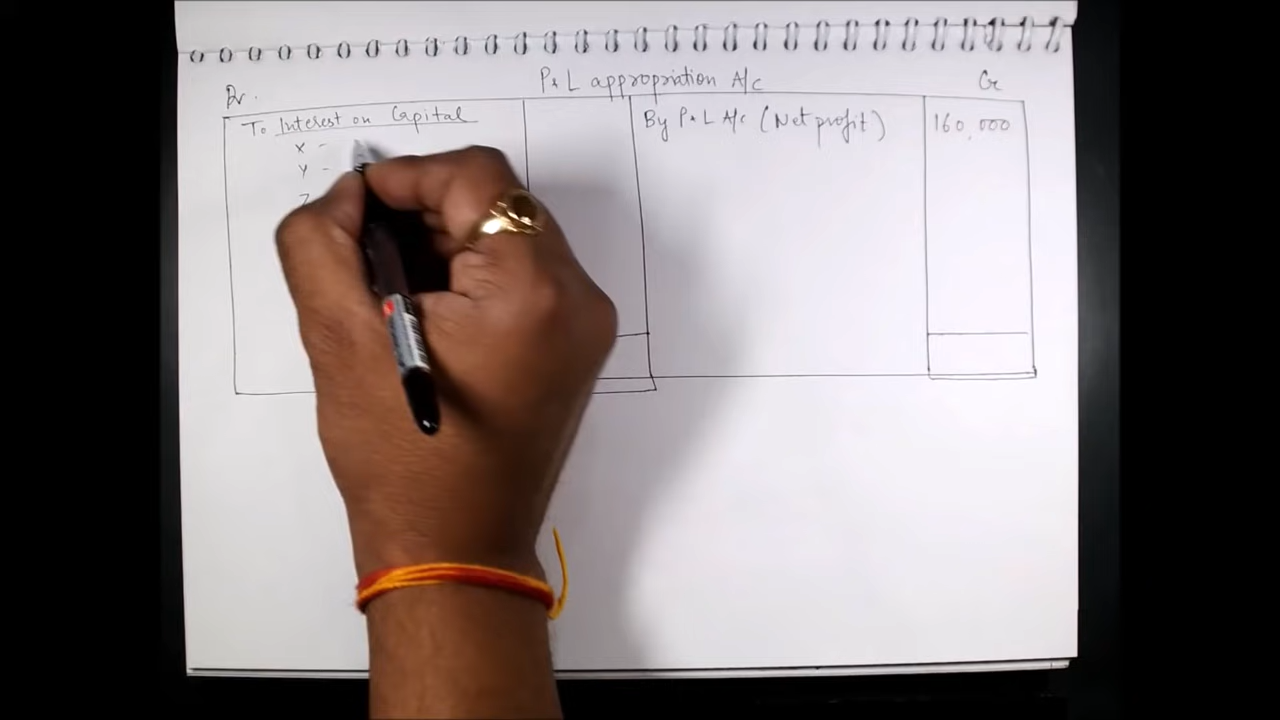 P & L appropriation A/c
Dr.
Cr
To Interest on Capital
X -
Y -
Z
By P & L A/c (Net profit)
160,000